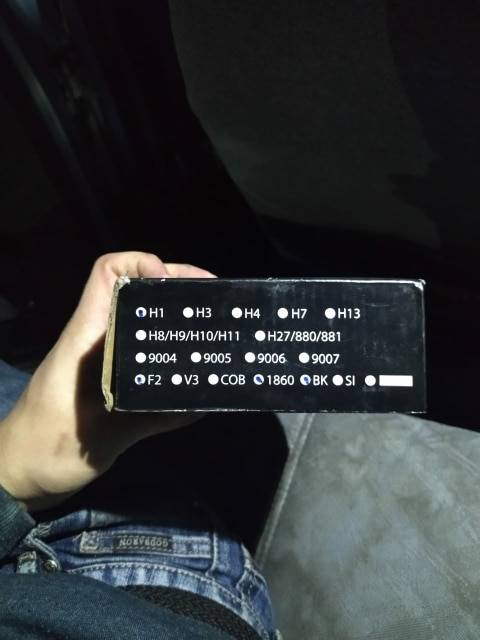 H1 H3 H4 H7 H13
H8/H9/H10/H11 H27/880/881
9004 9005 9006 9007
F2 V3 COB 1860 BK SI